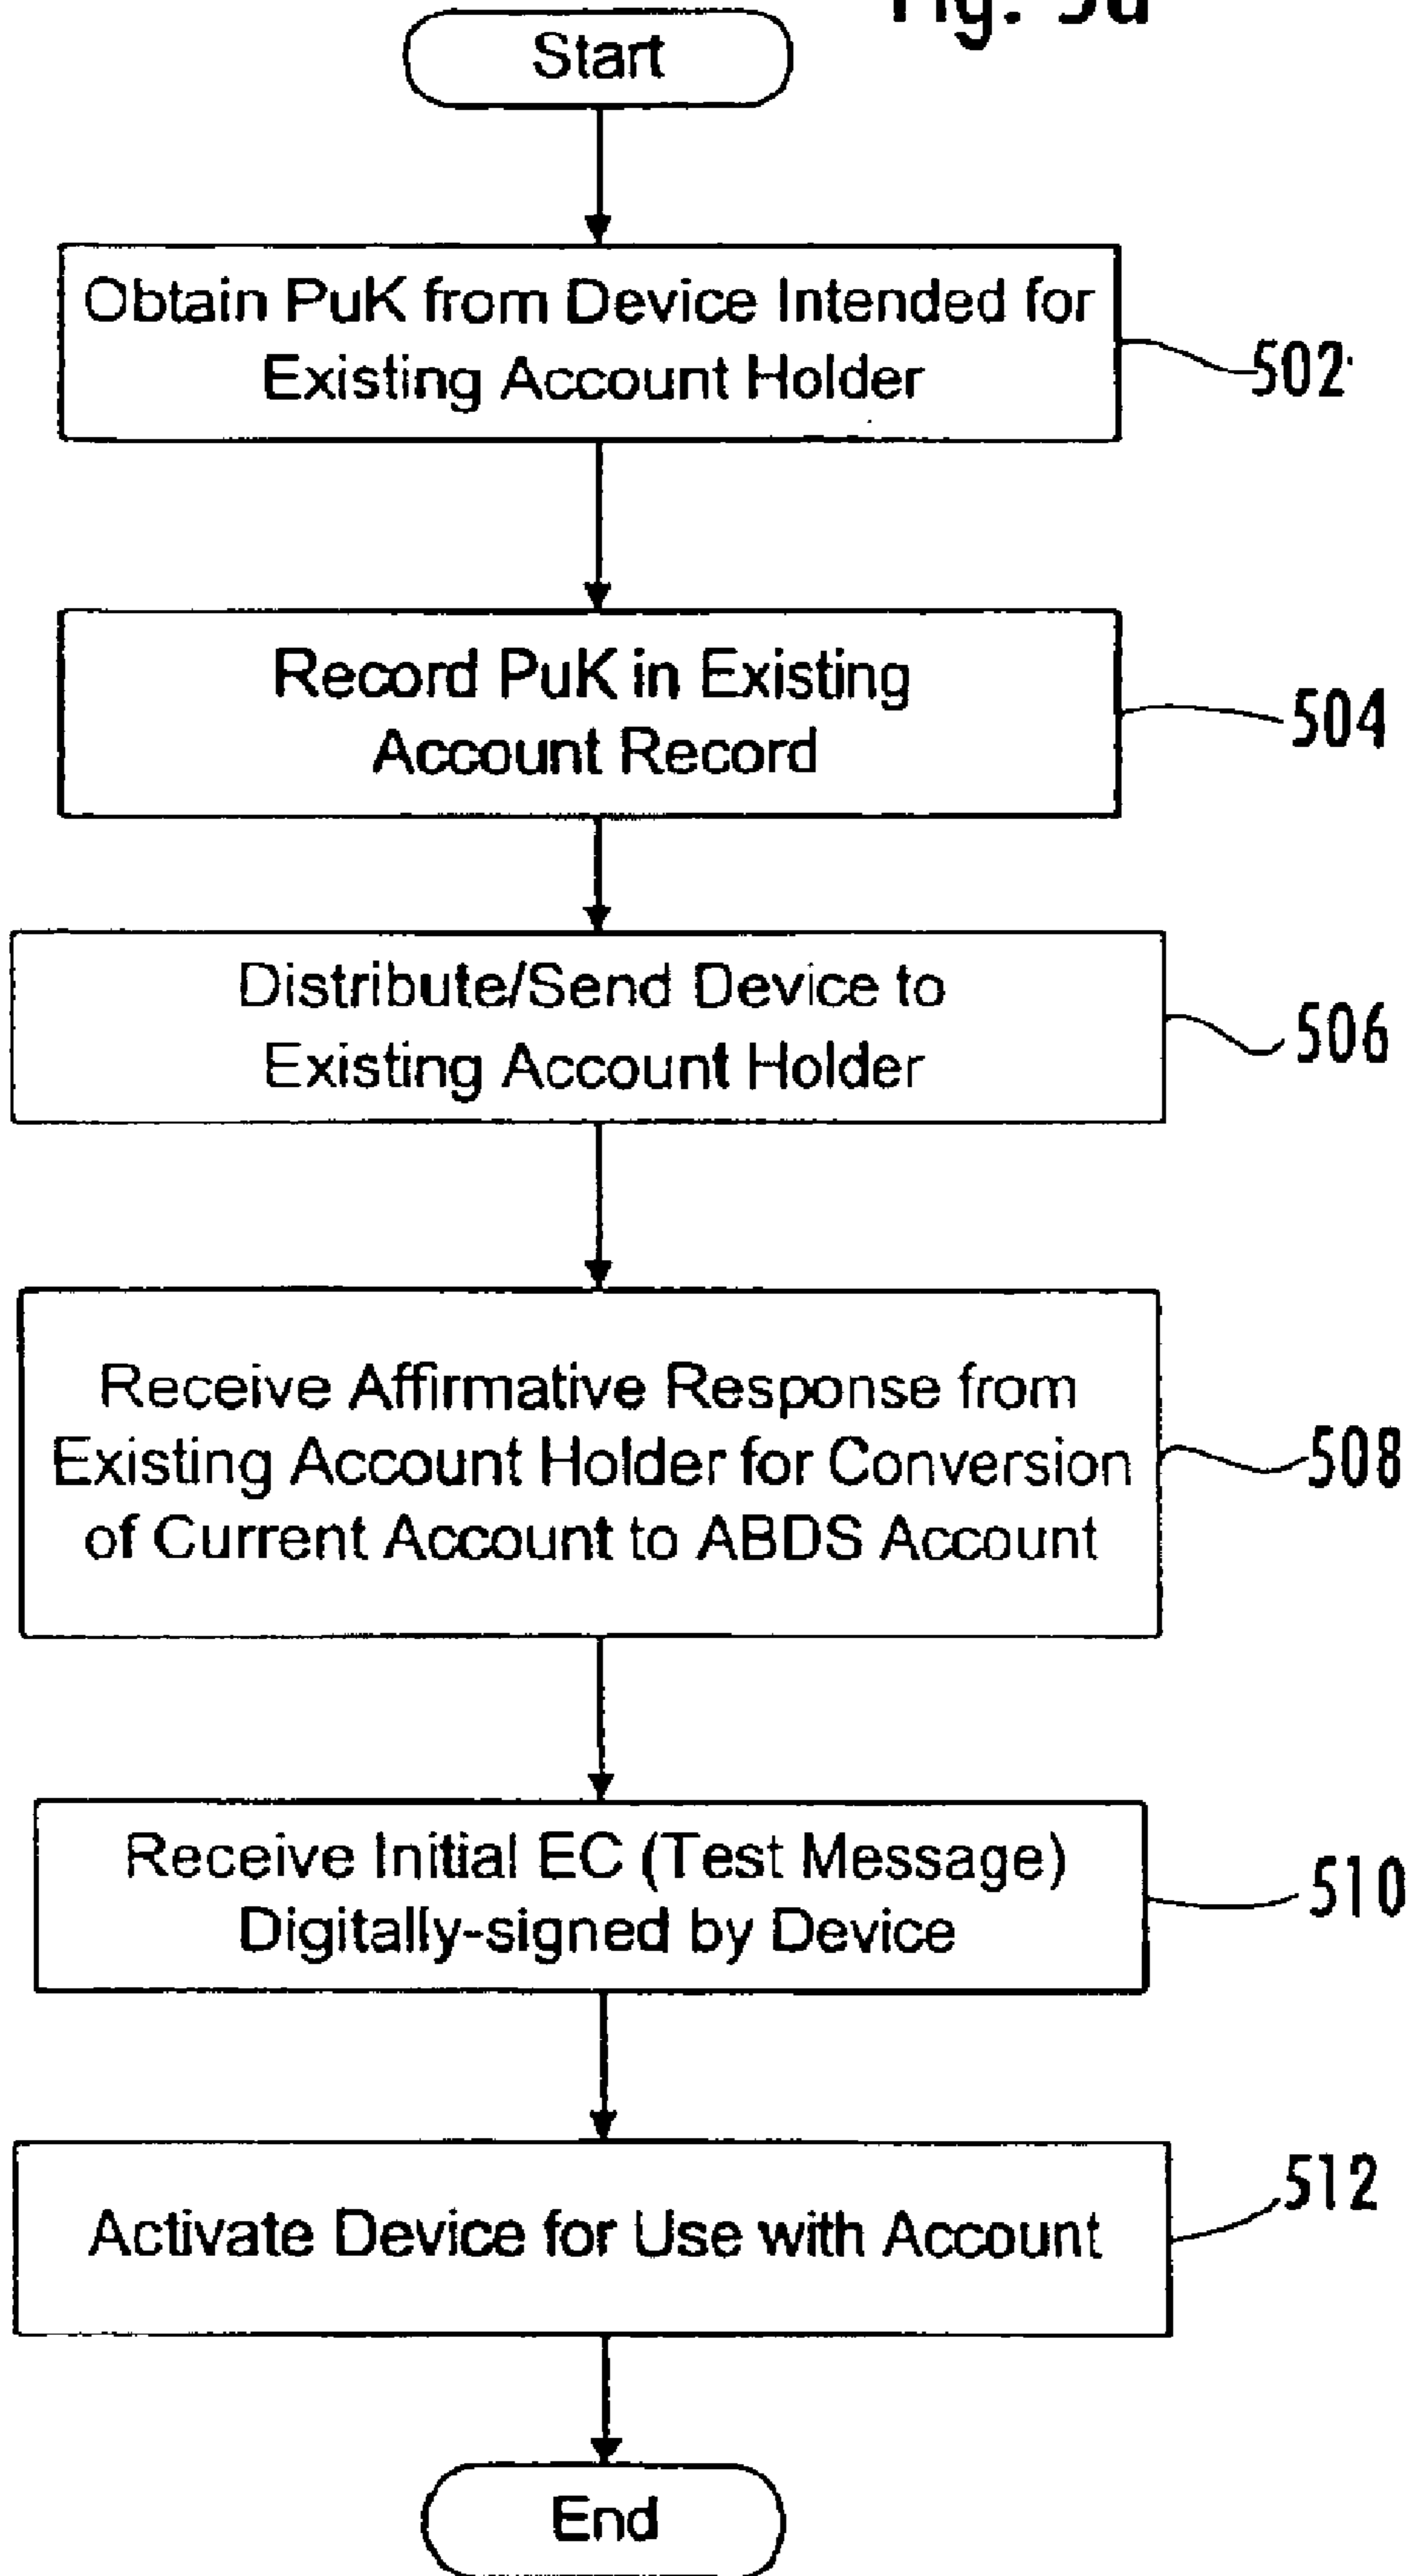 Start
Obtain PuK from Device Intended for
Existing Account Holder
502
Record PuK in Existing
Account Record
504
Distribute/Send Device to
Existing Account Holder
506
Receive Affirmative Response from
Existing Account Holder for Conversion
of Current Account to ABDS Account
508
Receive Initial EC (Test Message)
Digitally-signed by Device
510
Activate Device for Use with Account
512
End